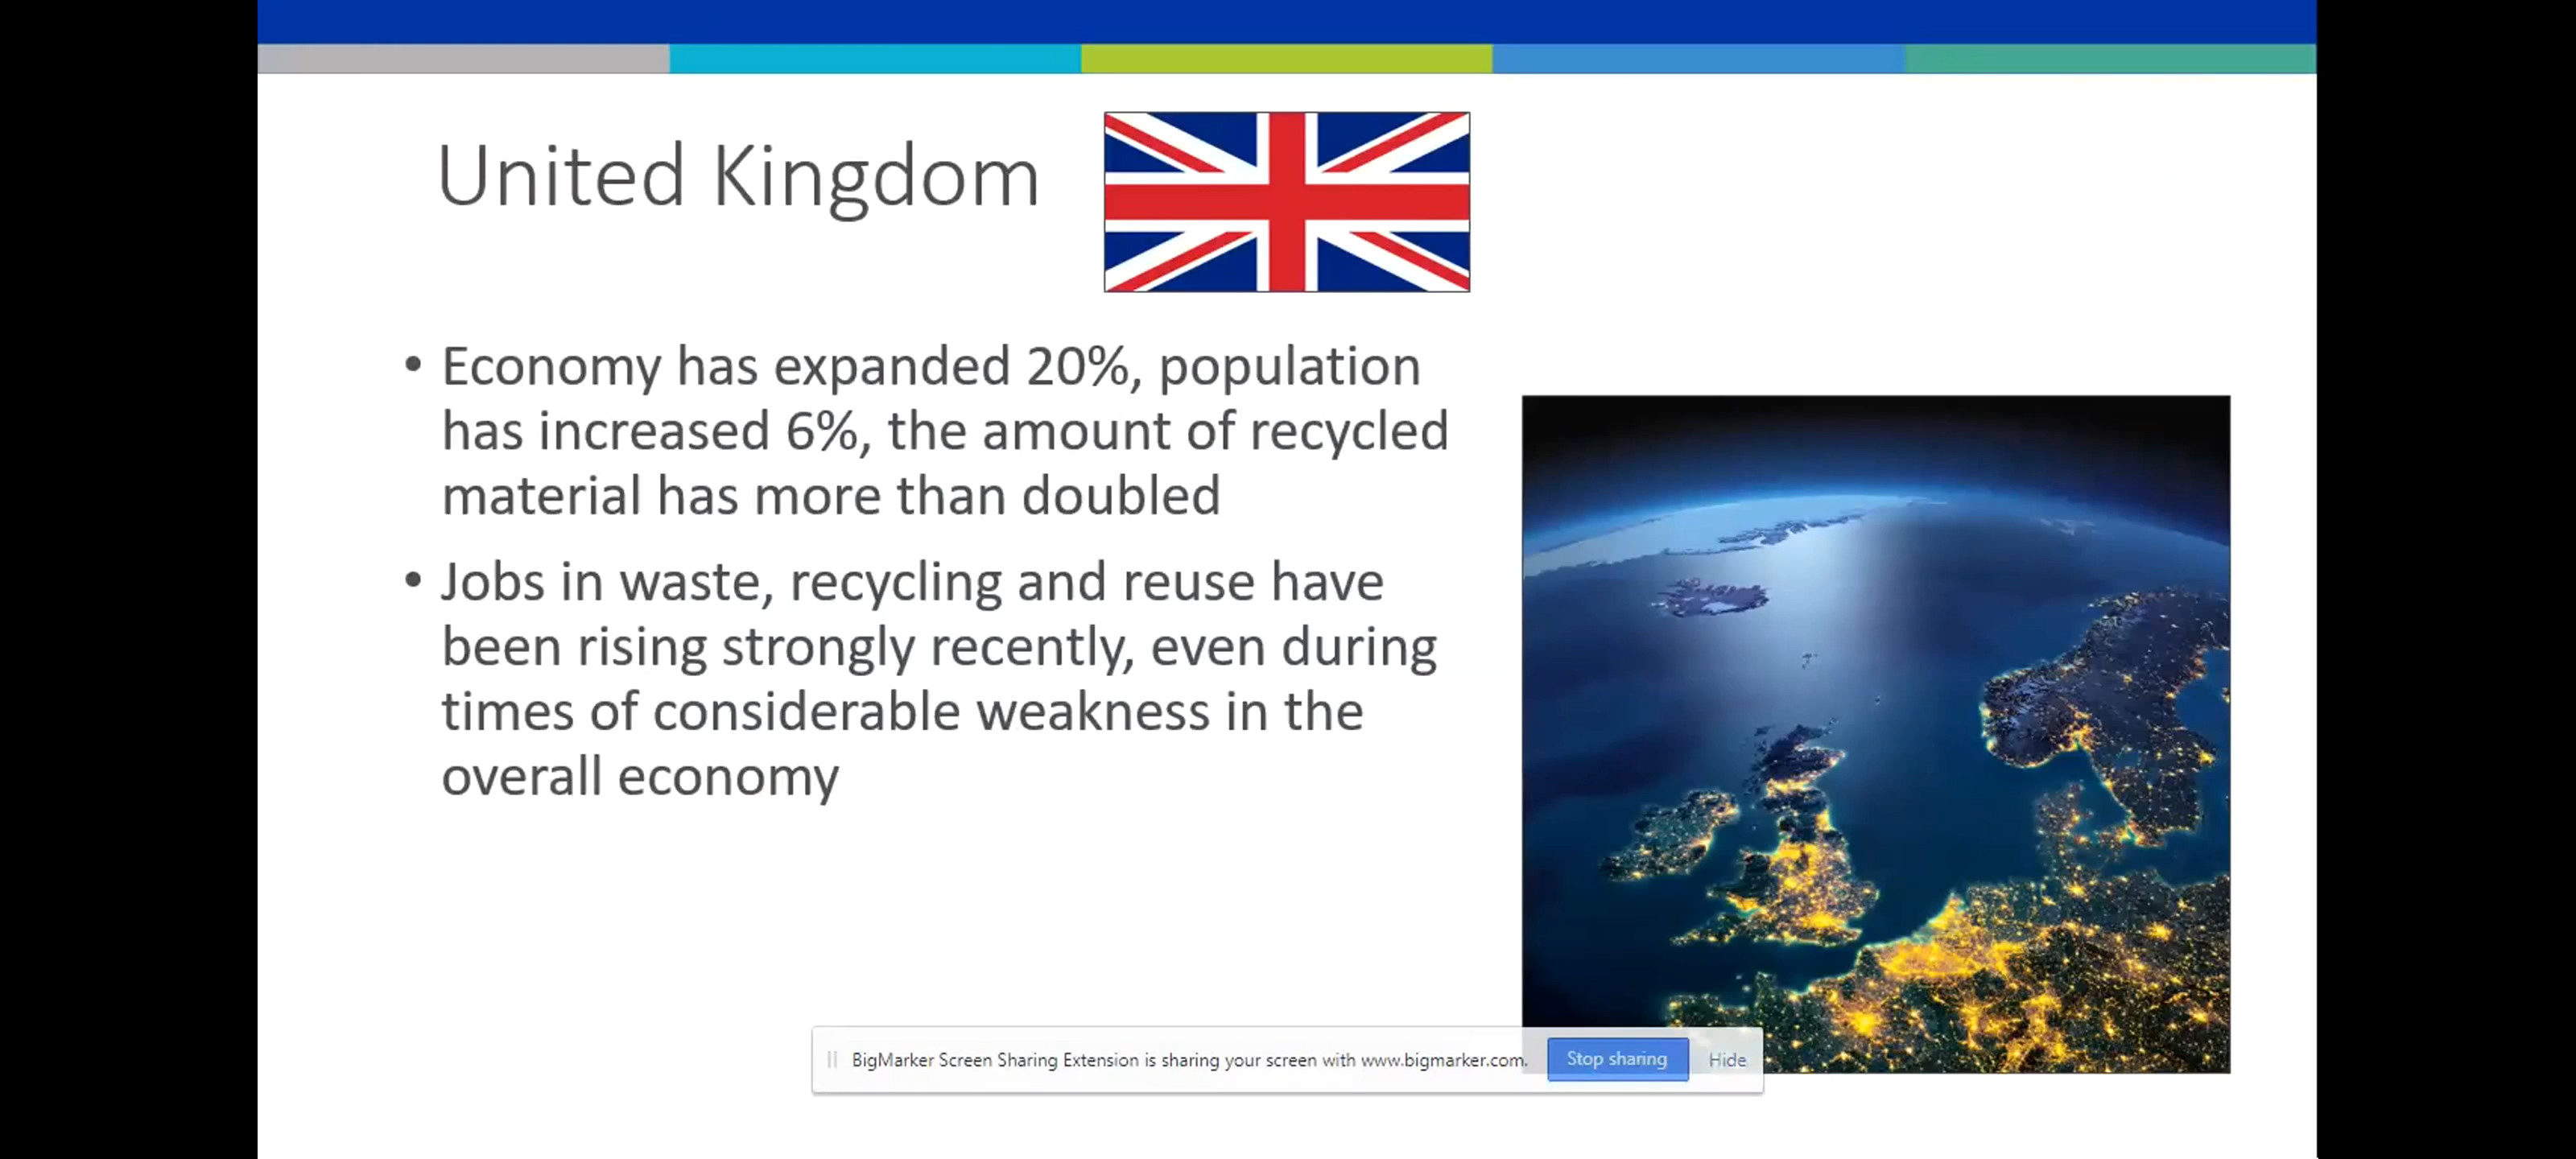 United Kingdom
• Economy has expanded 20%, population
has increased 6%, the amount of recycled
material has more than doubled
• Jobs in waste, recycling and reuse have
been rising strongly recently, even during
times of considerable weakness in the
overall economy
BigMarker Screen Sharing Extension is sharing your screen with www.bigmarker.com. Stop sharing Hide